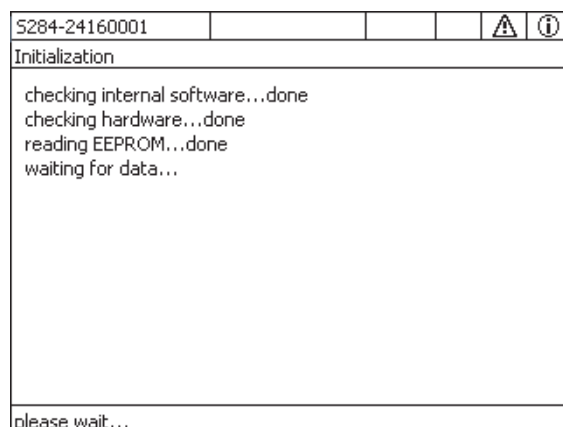 S284-24160001
Initialization
checking internal software...done
checking hardware...done
reading EEPROM...done
waiting for data...
please wait...